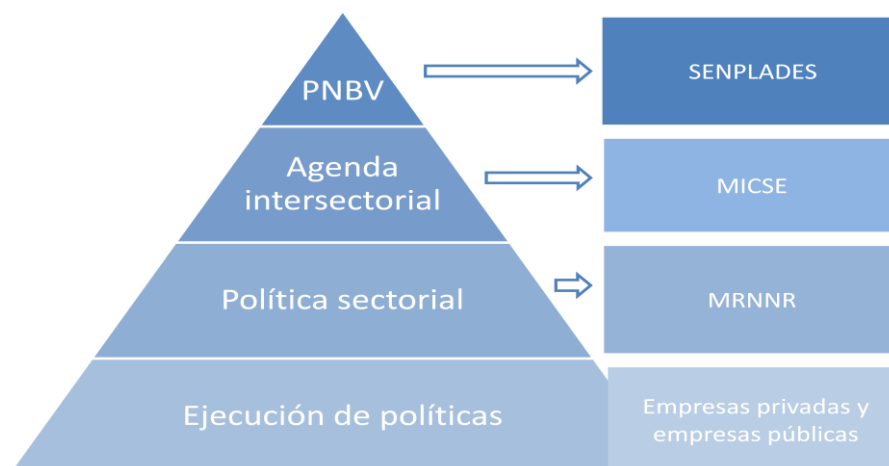 PNBV
SENPLADES
Agenda
intersectorial
MICSE
Política sectorial
MRNNR
Ejecución de políticas
Empresas privadas y
empresas públicas